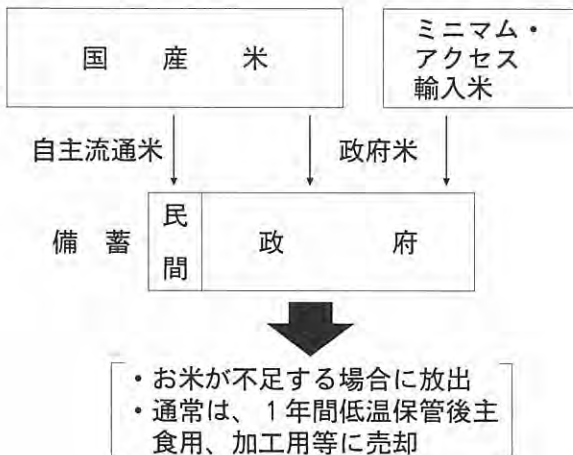 国産米
ミニマム・
アクセス
輸入米
自主流通米
政府米
備蓄
民間
政府
・お米が不足する場合に放出
・通常は、1年間低温保管後主
食用、加工用等に売却